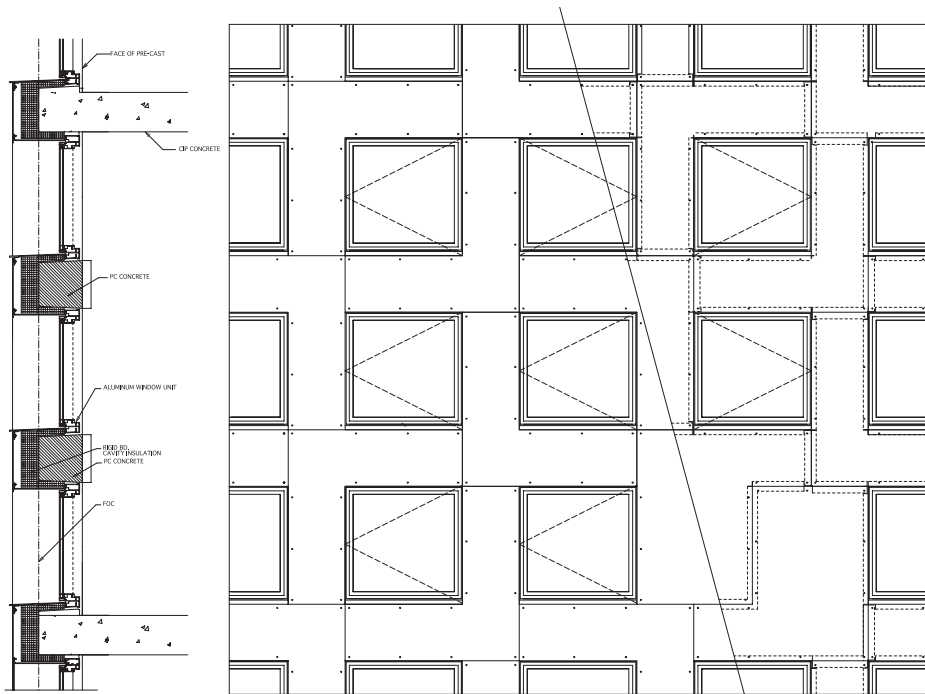 FACE OF PRE-CAST
CIP CONCRETE
PC CONCRETE
ALUMINUM WINDOW UNIT
RIGID BD.
CAVITY INSULATION
PC CONCRETE
FOC